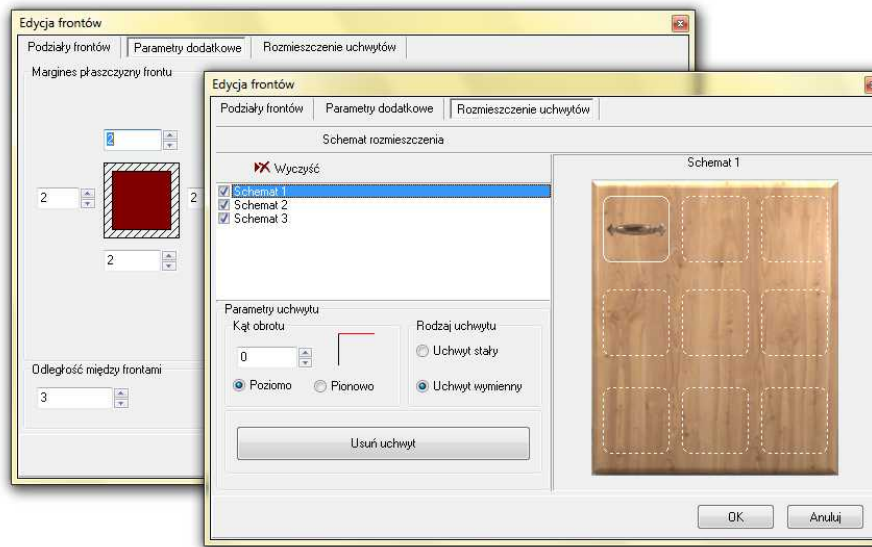 Edycja frontów
Podziały frontów
Parametry dodatkowe
Rozmieszczenie uchwytów
Margines płaszczyzny frontu
2
2
2
2
Odległość między frontami
3
Edycja frontów
Podziały frontów
Parametry dodatkowe
Rozmieszczenie uchwytów
Schemat rozmieszczenia
Wyczyść
Schemat 1
Schemat 2
Schemat 3
Schemat 1
Parametry uchwytu
Kąt obrotu
0
Poziomo
Pionowo
Rodzaj uchwytu
Uchwyt stały
Uchwyt wymienny
Usuń uchwyt
OK
Anuluj